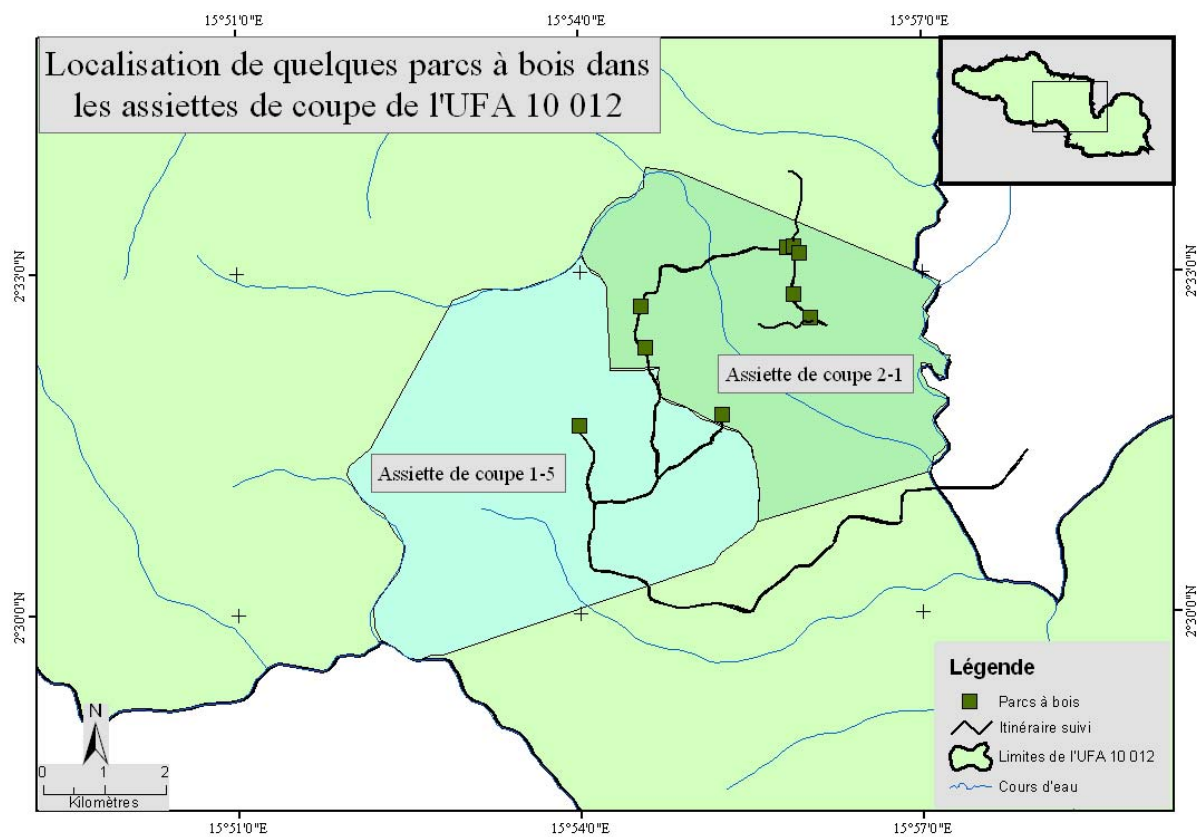 15°51'0"E
15°54'0"E
15°57'0"E
Localisation de quelques parcs à bois dans
les assiettes de coupe de l'UFA 10 012
2°33'0"N
2°33'0"N
Assiette de coupe 2-1
Assiette de coupe 1-5
2°30'0"N
2°30'0"N
Légende
Parcs à bois
Itinéraire suivi
Limites de l'UFA 10 012
Cours d'eau
N
0 1 2
Kilomètres
15°51'0"E
15°54'0"E
15°57'0"E